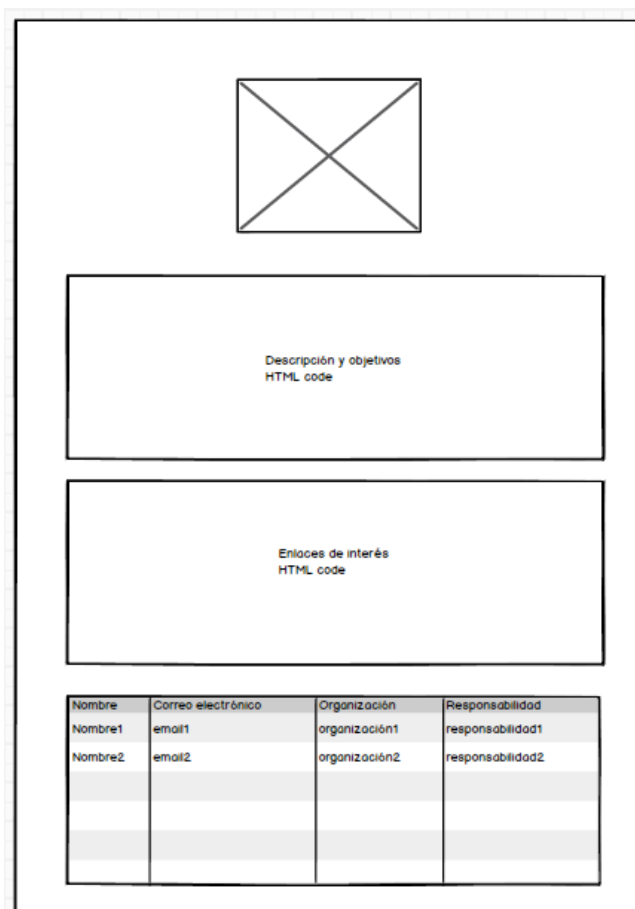 Descripción y objetivos
HTML code
Enlaces de interés
HTML code
Nombre Correo electrónico Organización Responsabilidad
Nombre1 email1 organización1 responsabilidad1
Nombre2 email2 organización2 responsabilidad2